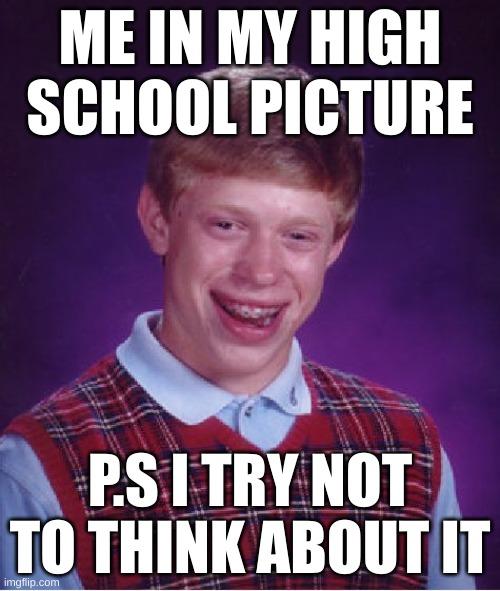 ME IN MY HIGH
SCHOOL PICTURE
P.S I TRY NOT
TO THINK ABOUT IT
imgflip.com